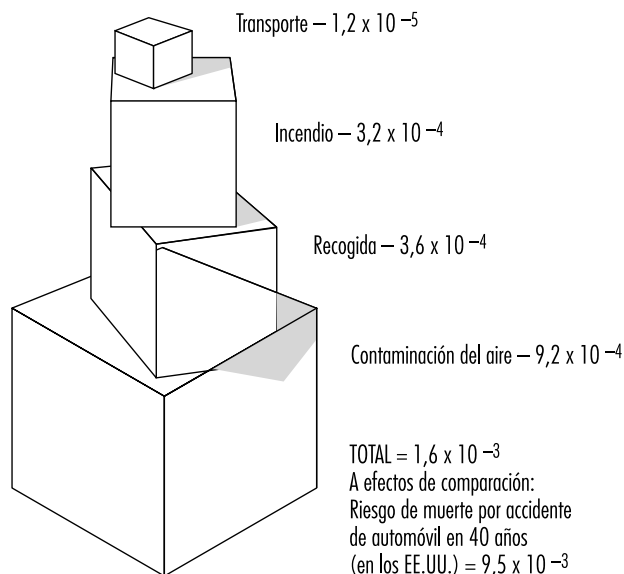 Transporte – 1,2 x 10 –5
Incendio – 3,2 x 10 –4
Recogida – 3,6 x 10 –4
Contaminación del aire – 9,2 x 10 –4
TOTAL = 1,6 x 10 –3
A efectos de comparación:
Riesgo de muerte por accidente
de automóvil en 40 años
(en los EE.UU.) = 9,5 x 10 –3